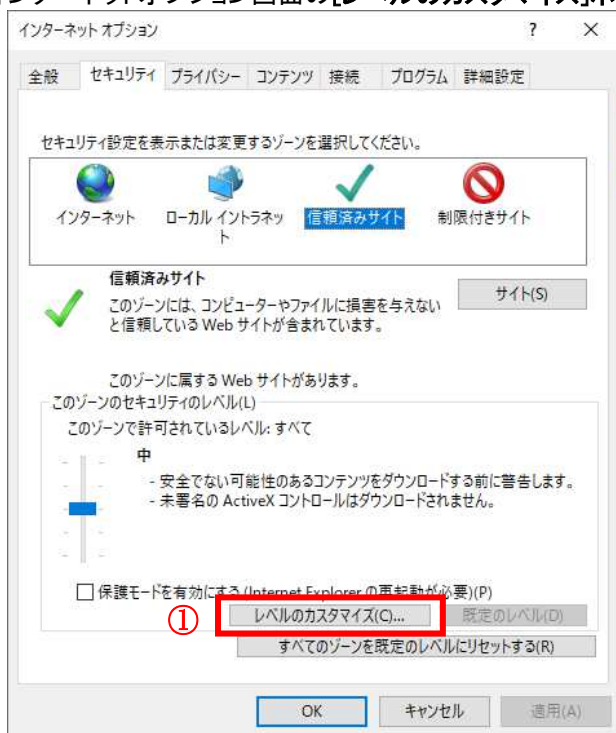 インターネット オプション ? ×
全般 セキュリティ プライバシー コンテンツ 接続 プログラム 詳細設定
セキュリティ設定を表示または変更するゾーンを選択してください。
インターネット ローカル イントラネット 信頼済みサイト 制限付きサイト
信頼済みサイト
このゾーンには、コンピューターやファイルに損害を与えない
と信頼している Web サイトが含まれています。
サイト(S)
このゾーンに属する Web サイトがあります。
このゾーンのセキュリティのレベル(L)
このゾーンで許可されているレベル: すべて
中
- 安全でない可能性のあるコンテンツをダウンロードする前に警告します。
- 未署名の ActiveX コントロールはダウンロードされません。
保護モードを有効にする (Internet Explorer の再起動が必要)(P)
① レベルのカスタマイズ(C)... 既定のレベル(D)
すべてのゾーンを既定のレベルにリセットする(R)
OK キャンセル 適用(A)